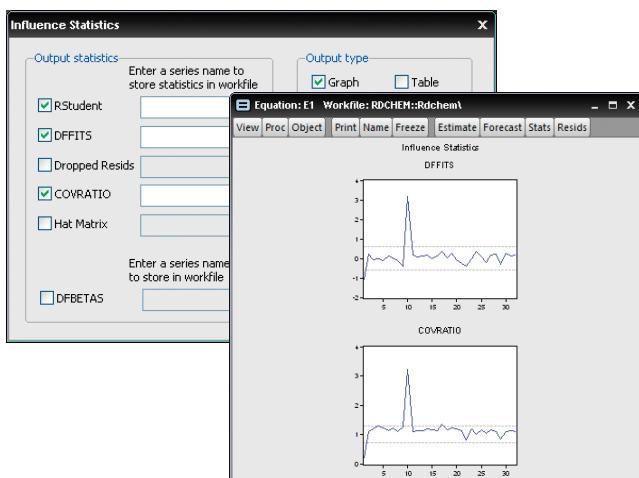 Influence Statistics X
Output statistics
Enter a series name to
store statistics in workfile
RStudent
DFFITS
Dropped Resids
COVRATIO
Hat Matrix
Enter a series name
to store in workfile
DFBETAS
Output type
Graph Table
Equation: E1 Workfile: RDCHEM::Rdchem\ _ X
View Proc Object Print Name Freeze Estimate Forecast Stats Resids
Influence Statistics
DFFITS
4
3
2
1
0
-1
-2
5 10 15 20 25 30
COVRATIO
4
3
2
1
0
5 10 15 20 25 30